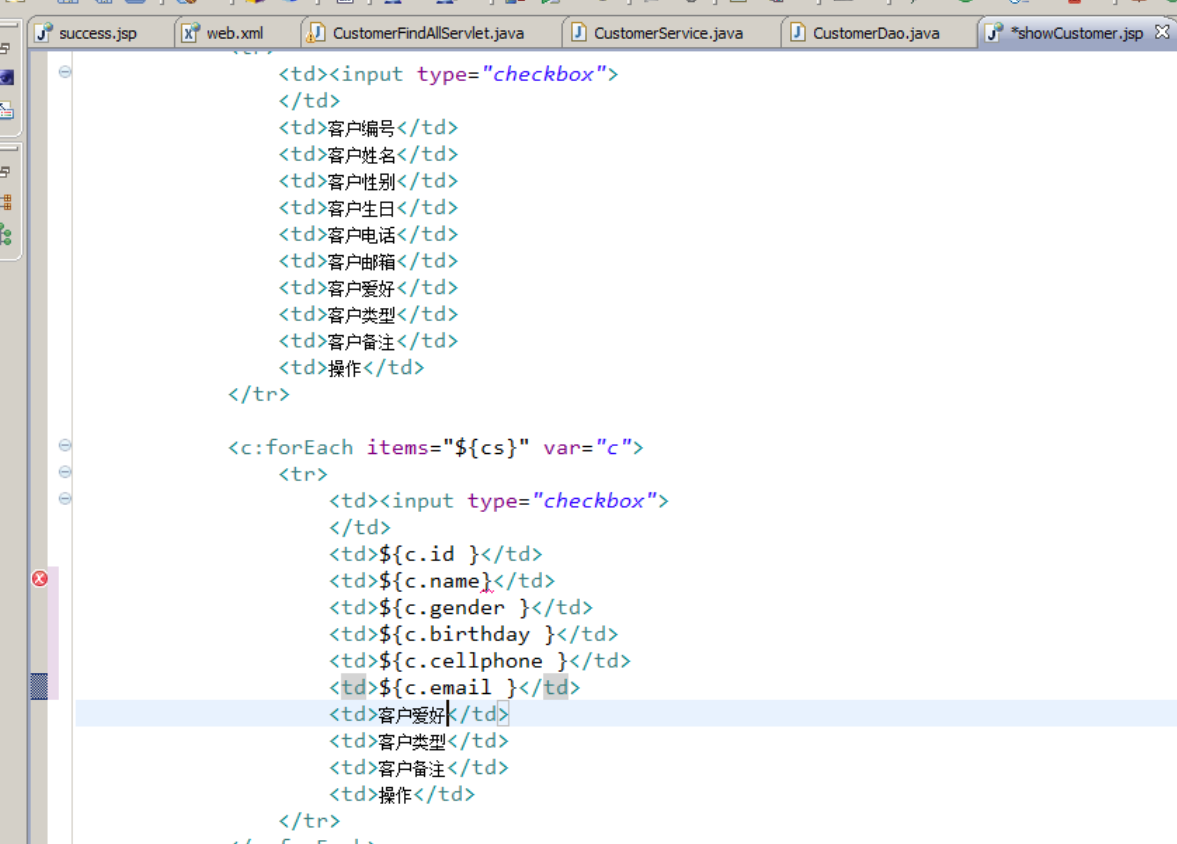 success.jsp web.xml CustomerFindAllServlet.java CustomerService.java CustomerDao.java *showCustomer.jsp
<td><input type="checkbox">
</td>
<td>客户编号</td>
<td>客户姓名</td>
<td>客户性别</td>
<td>客户生日</td>
<td>客户电话</td>
<td>客户邮箱</td>
<td>客户爱好</td>
<td>客户类型</td>
<td>客户备注</td>
<td>操作</td>
</tr>
<c:forEach items="${cs}" var="c">
<tr>
<td><input type="checkbox">
</td>
<td>${c.id }</td>
<td>${c.name}</td>
<td>${c.gender }</td>
<td>${c.birthday }</td>
<td>${c.cellphone }</td>
<td>${c.email }</td>
<td>客户爱好</td>
<td>客户类型</td>
<td>客户备注</td>
<td>操作</td>
</tr>